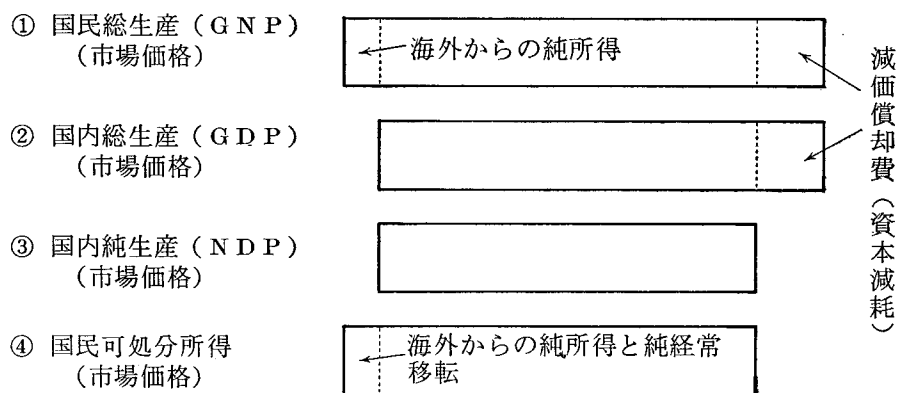 ① 国民総生産（ＧＮＰ）
（市場価格）
海外からの純所得
② 国内総生産（ＧＤＰ）
（市場価格）
③ 国内純生産（ＮＤＰ）
（市場価格）
④ 国民可処分所得
（市場価格）
海外からの純所得と純経常
移転
減価償却費（資本減耗）